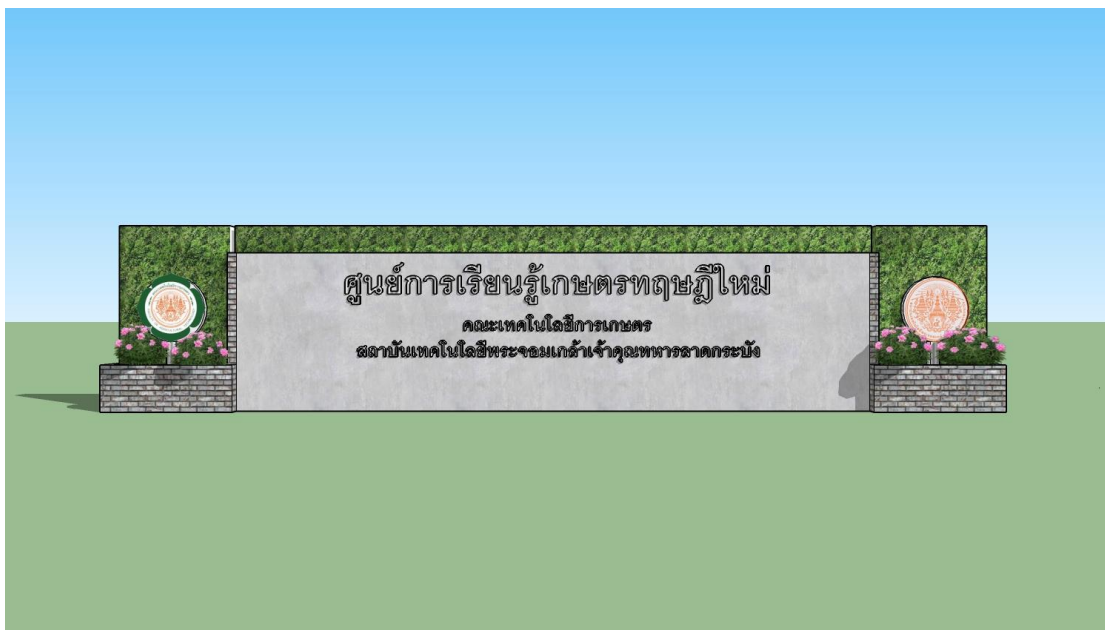 ศูนย์การเรียนรู้เกษตรทฤษฎีใหม่
คณะเทคโนโลยีการเกษตร
สถาบันเทคโนโลยีพระจอมเกล้าเจ้าคุณทหารลาดกระบัง